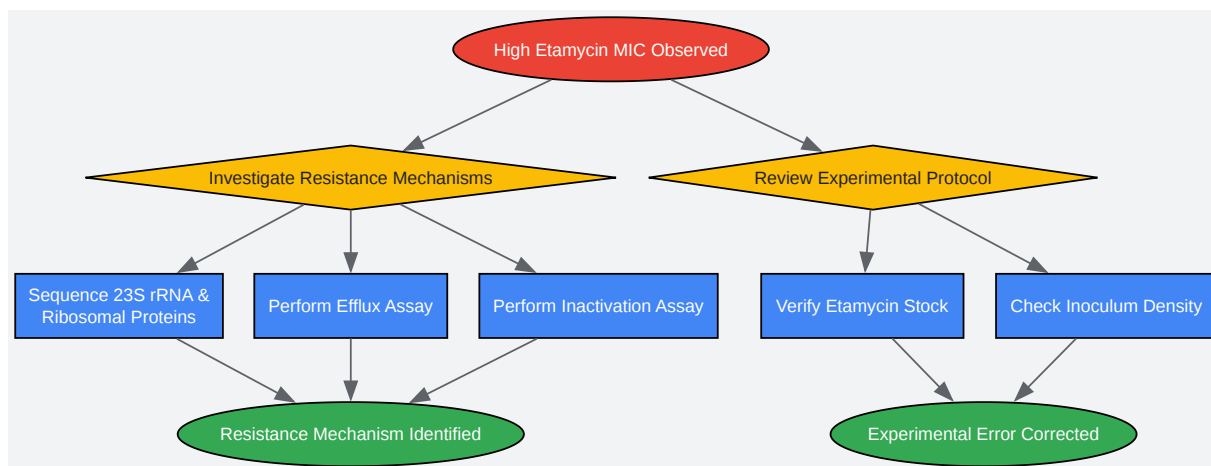 High Etamycin MIC Observed
Investigate Resistance Mechanisms
Review Experimental Protocol
Sequence 23S rRNA &
Ribosomal Proteins
Perform Efflux Assay
Perform Inactivation Assay
Verify Etamycin Stock
Check Inoculum Density
Resistance Mechanism Identified
Experimental Error Corrected